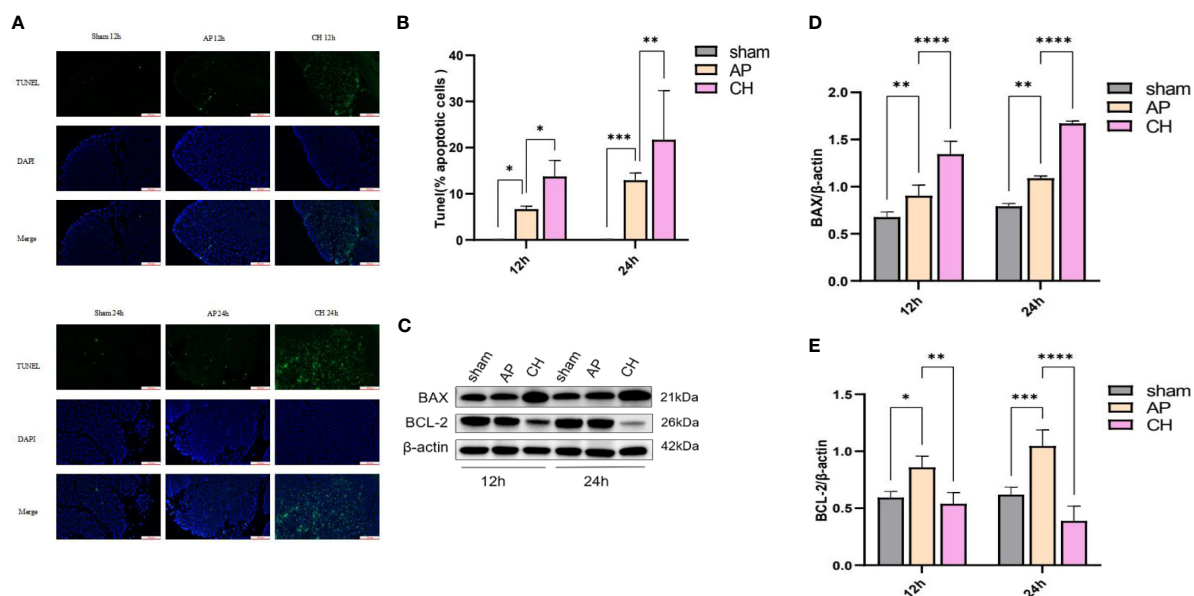 A
Sham 12h AP 12h CH 12h
TUNEL
DAPI
Merge
Sham 24h AP24h CH 24h
TUNEL
DAPI
Merge
B
Tunel(% apoptotic cells )
40
30
20
10
0
* * *** **
12h 24h
sham
AP
CH
C
sham AP CH sham AP CH
BAX 21kDa
BCL-2 26kDa
β-actin 42kDa
12h 24h
D
BAX/β-actin
2.0
1.5
1.0
0.5
0.0
** **** ** ****
12h 24h
sham
AP
CH
E
BCL-2/β-actin
1.5
1.0
0.5
0.0
* ** *** ****
12h 24h
sham
AP
CH